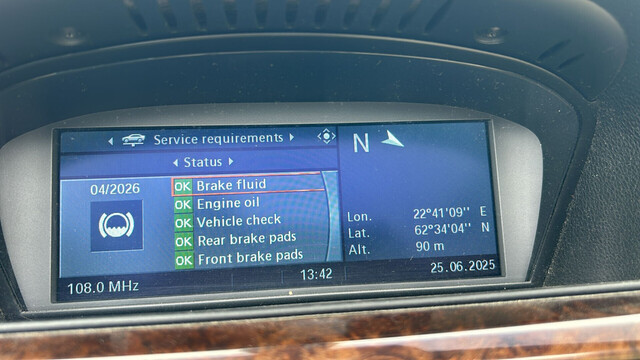 Service requirements
Status
04/2026
OK Brake fluid
OK Engine oil
OK Vehicle check
OK Rear brake pads
OK Front brake pads
N
Lon. 22°41'09'' E
Lat. 62°34'04'' N
Alt. 90 m
108.0 MHz
13:42
25.06.2025